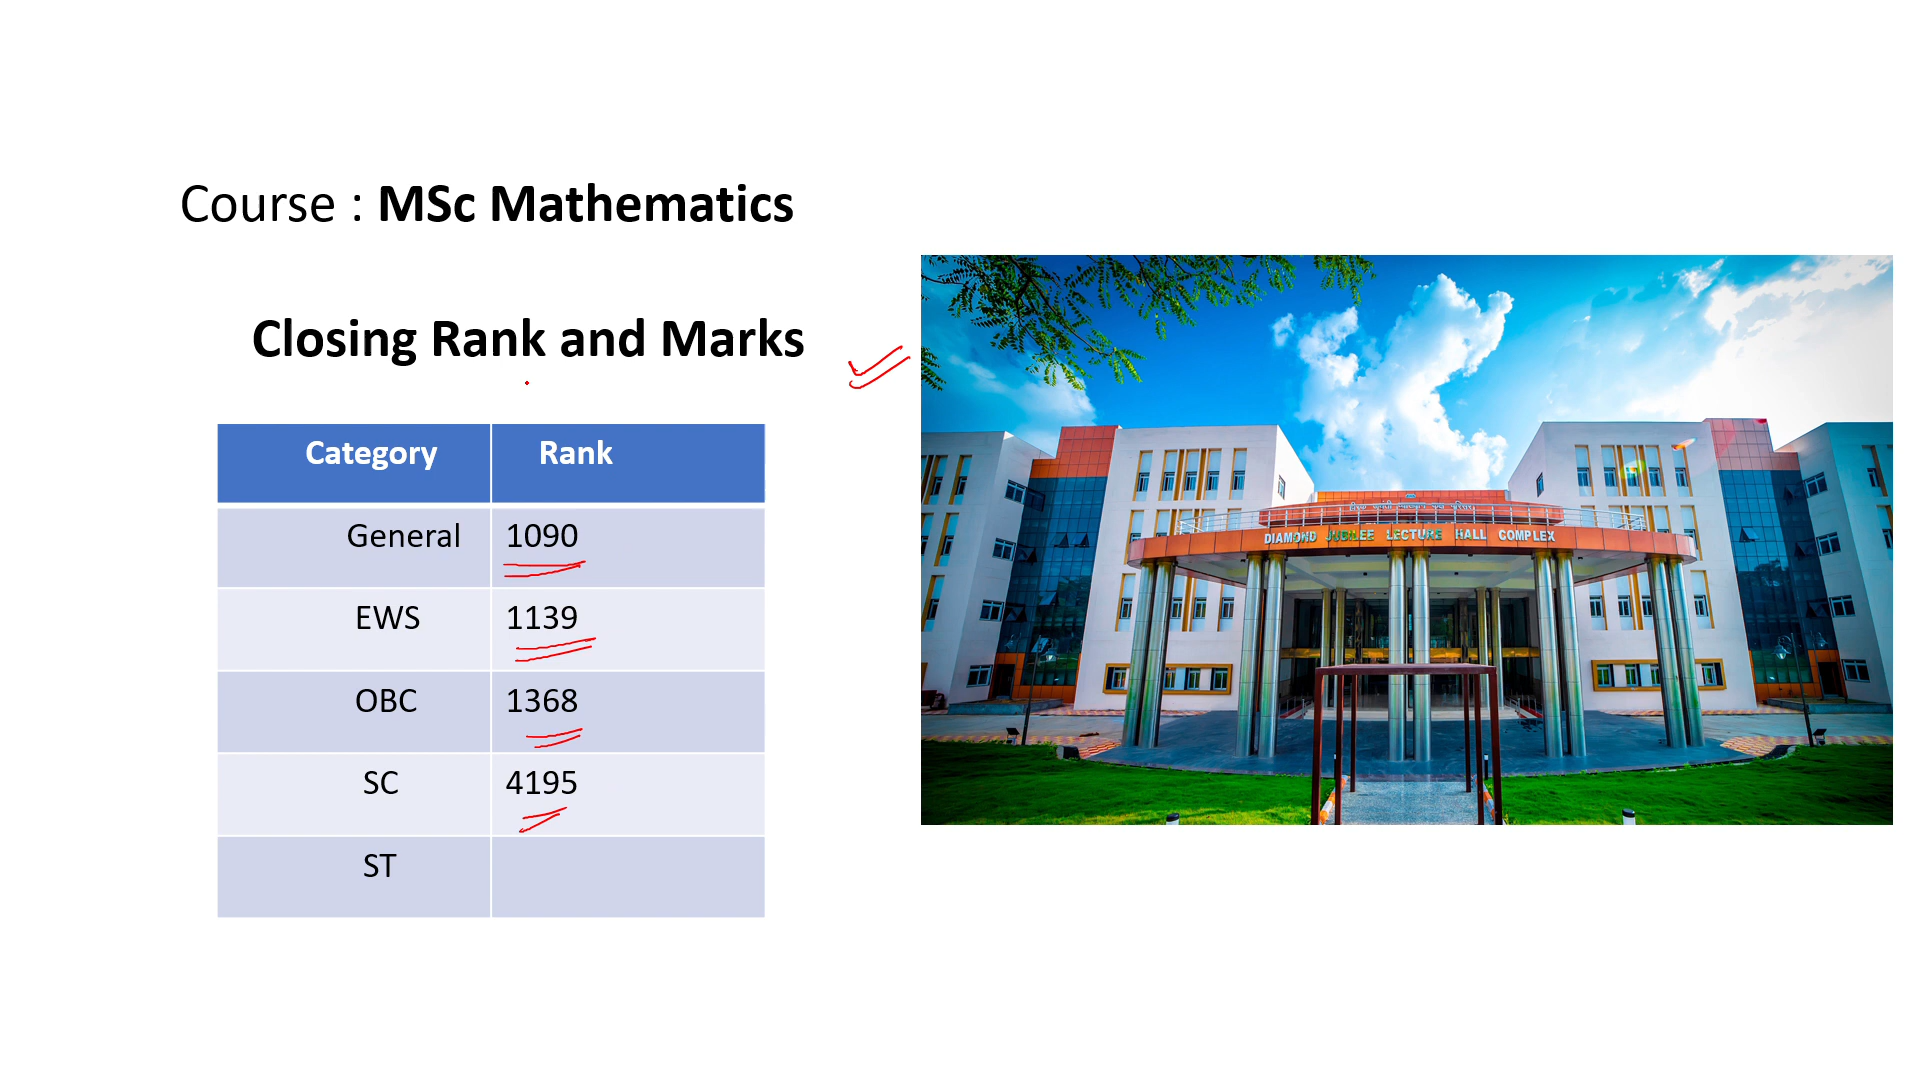 Course : MSc Mathematics
Closing Rank and Marks
Category Rank
General 1090
EWS 1139
OBC 1368
SC 4195
ST
DIAMOND JUBILEE LECTURE HALL COMPLEX